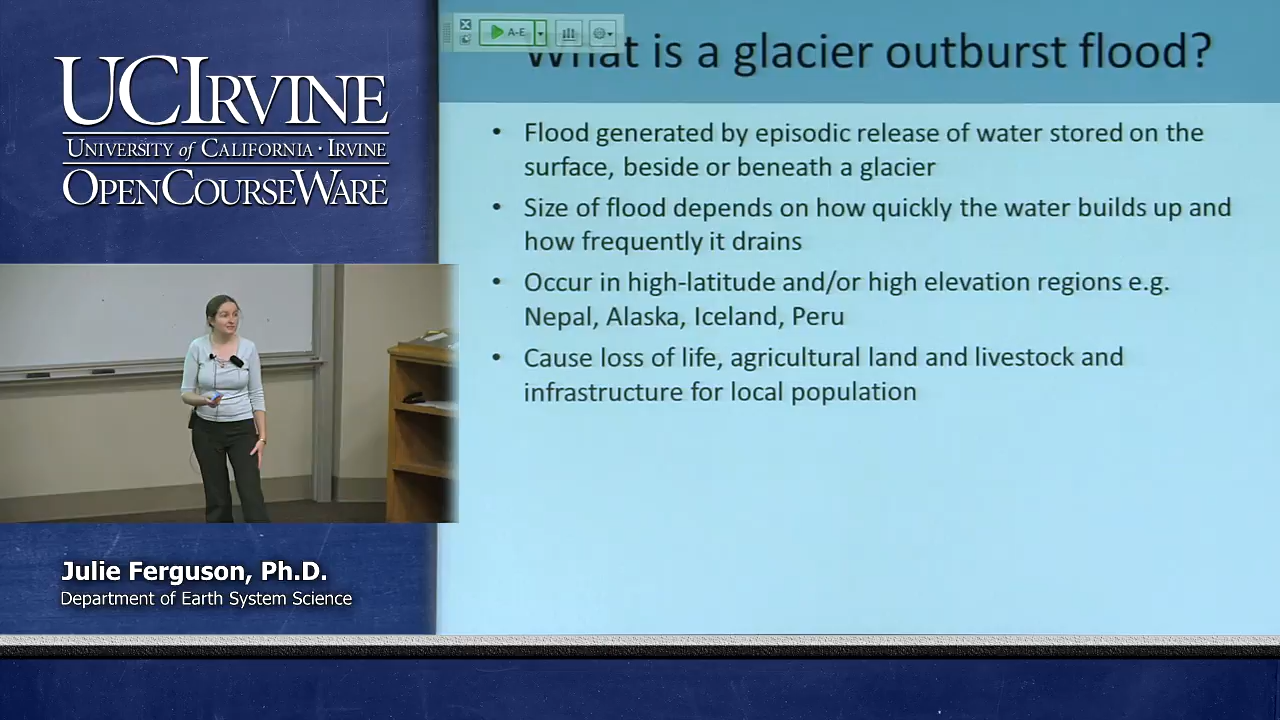 UCIRVINE
UNIVERSITY of CALIFORNIA · IRVINE
OPENCOURSEWARE
A-E
What is a glacier outburst flood?
• Flood generated by episodic release of water stored on the
surface, beside or beneath a glacier
• Size of flood depends on how quickly the water builds up and
how frequently it drains
• Occur in high-latitude and/or high elevation regions e.g.
Nepal, Alaska, Iceland, Peru
• Cause loss of life, agricultural land and livestock and
infrastructure for local population
Julie Ferguson, Ph.D.
Department of Earth System Science